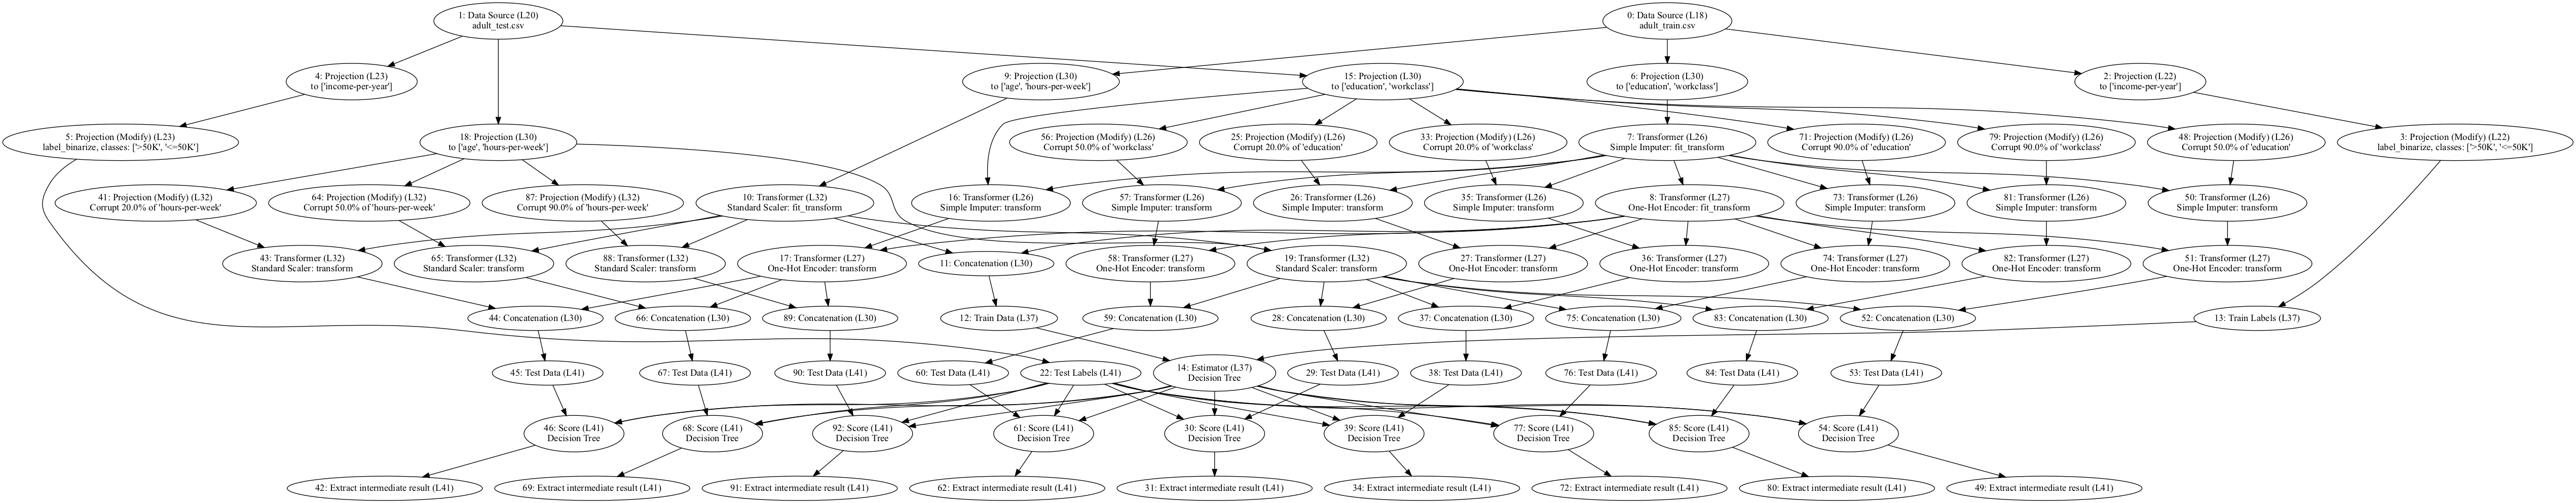 1: Data Source (L20)
adult_test.csv
0: Data Source (L18)
adult_train.csv
4: Projection (L23)
to ['income-per-year']
9: Projection (L30)
to ['age', 'hours-per-week']
15: Projection (L30)
to ['education', 'workclass']
6: Projection (L30)
to ['education', 'workclass']
2: Projection (L22)
to ['income-per-year']
5: Projection (Modify) (L23)
label_binarize, classes: ['>50K', '<=50K']
18: Projection (L30)
to ['age', 'hours-per-week']
56: Projection (Modify) (L26)
Corrupt 50.0% of 'workclass'
25: Projection (Modify) (L26)
Corrupt 20.0% of 'education'
33: Projection (Modify) (L26)
Corrupt 20.0% of 'workclass'
7: Transformer (L26)
Simple Imputer: fit_transform
71: Projection (Modify) (L26)
Corrupt 90.0% of 'education'
79: Projection (Modify) (L26)
Corrupt 90.0% of 'workclass'
48: Projection (Modify) (L26)
Corrupt 50.0% of 'education'
3: Projection (Modify) (L22)
label_binarize, classes: ['>50K', '<=50K']
41: Projection (Modify) (L32)
Corrupt 20.0% of 'hours-per-week'
64: Projection (Modify) (L32)
Corrupt 50.0% of 'hours-per-week'
87: Projection (Modify) (L32)
Corrupt 90.0% of 'hours-per-week'
10: Transformer (L32)
Standard Scaler: fit_transform
16: Transformer (L26)
Simple Imputer: transform
57: Transformer (L26)
Simple Imputer: transform
26: Transformer (L26)
Simple Imputer: transform
35: Transformer (L26)
Simple Imputer: transform
8: Transformer (L27)
One-Hot Encoder: fit_transform
73: Transformer (L26)
Simple Imputer: transform
81: Transformer (L26)
Simple Imputer: transform
50: Transformer (L26)
Simple Imputer: transform
43: Transformer (L32)
Standard Scaler: transform
65: Transformer (L32)
Standard Scaler: transform
88: Transformer (L32)
Standard Scaler: transform
17: Transformer (L27)
One-Hot Encoder: transform
11: Concatenation (L30)
58: Transformer (L27)
One-Hot Encoder: transform
19: Transformer (L32)
Standard Scaler: transform
27: Transformer (L27)
One-Hot Encoder: transform
36: Transformer (L27)
One-Hot Encoder: transform
74: Transformer (L27)
One-Hot Encoder: transform
82: Transformer (L27)
One-Hot Encoder: transform
51: Transformer (L27)
One-Hot Encoder: transform
44: Concatenation (L30)
66: Concatenation (L30)
89: Concatenation (L30)
12: Train Data (L37)
59: Concatenation (L30)
28: Concatenation (L30)
37: Concatenation (L30)
75: Concatenation (L30)
83: Concatenation (L30)
52: Concatenation (L30)
13: Train Labels (L37)
45: Test Data (L41)
67: Test Data (L41)
90: Test Data (L41)
60: Test Data (L41)
22: Test Labels (L41)
14: Estimator (L37)
Decision Tree
29: Test Data (L41)
38: Test Data (L41)
76: Test Data (L41)
84: Test Data (L41)
53: Test Data (L41)
46: Score (L41)
Decision Tree
68: Score (L41)
Decision Tree
92: Score (L41)
Decision Tree
61: Score (L41)
Decision Tree
30: Score (L41)
Decision Tree
39: Score (L41)
Decision Tree
77: Score (L41)
Decision Tree
85: Score (L41)
Decision Tree
54: Score (L41)
Decision Tree
42: Extract intermediate result (L41)
69: Extract intermediate result (L41)
91: Extract intermediate result (L41)
62: Extract intermediate result (L41)
31: Extract intermediate result (L41)
34: Extract intermediate result (L41)
72: Extract intermediate result (L41)
80: Extract intermediate result (L41)
49: Extract intermediate result (L41)